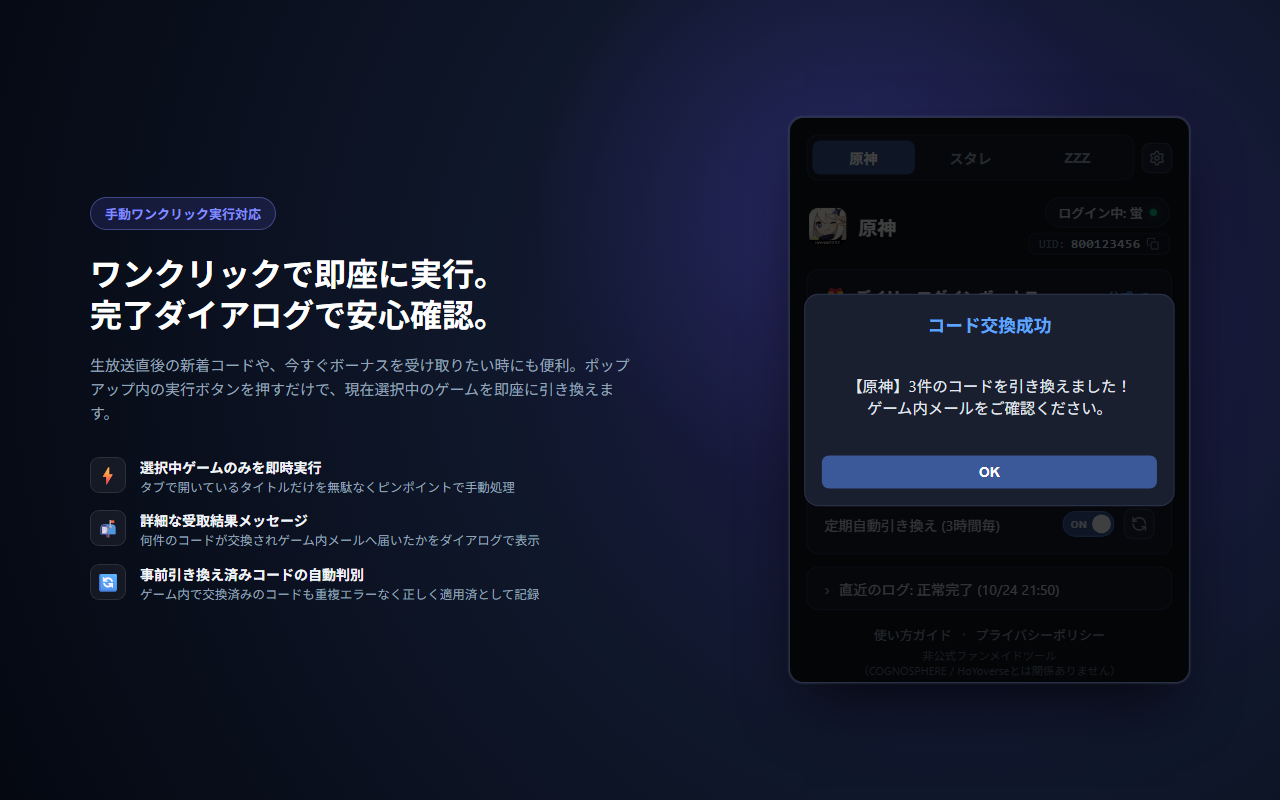 手動ワンクリック実行対応
ワンクリックで即座に実行。
完了ダイアログで安心確認。
生放送直後の新着コードや、今すぐボーナスを受け取りたい時にも便利。ポップ
アップ内の実行ボタンを押すだけで、現在選択中のゲームを即座に引き換えま
す。
選択中ゲームのみを即時実行
タブで開いているタイトルだけを無駄なくピンポイントで手動処理
詳細な受取結果メッセージ
何件のコードが交換されゲーム内メールへ届いたかをダイアログで表示
事前引き換え済みコードの自動判別
ゲーム内で交換済みのコードも重複エラーなく正しく適用済として記録
原神 スタレ ZZZ
原神
ログイン中: 蛍
UID: 800123456
コード交換成功
【原神】3件のコードを引き換えました！
ゲーム内メールをご確認ください。
OK
定期自動引き換え (3時間毎) ON
› 直近のログ: 正常完了 (10/24 21:50)
使い方ガイド ・ プライバシーポリシー
非公式ファンメイドツール
（COGNOSPHERE / HoYoverseとは関係ありません）